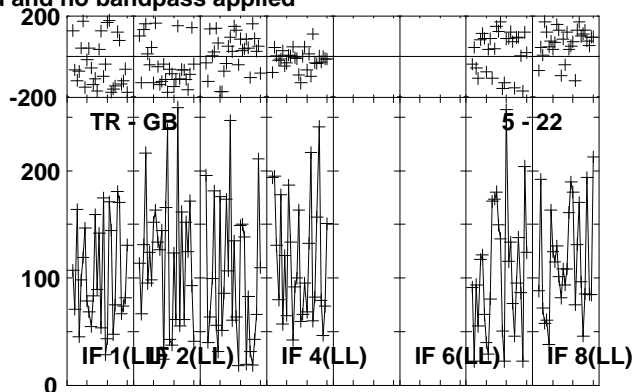 and no bandpass applied
200
-200
TR - GB
5 - 22
200
100
IF 1(LL)
IF 2(LL)
IF 4(LL)
IF 6(LL)
IF 8(LL)
0